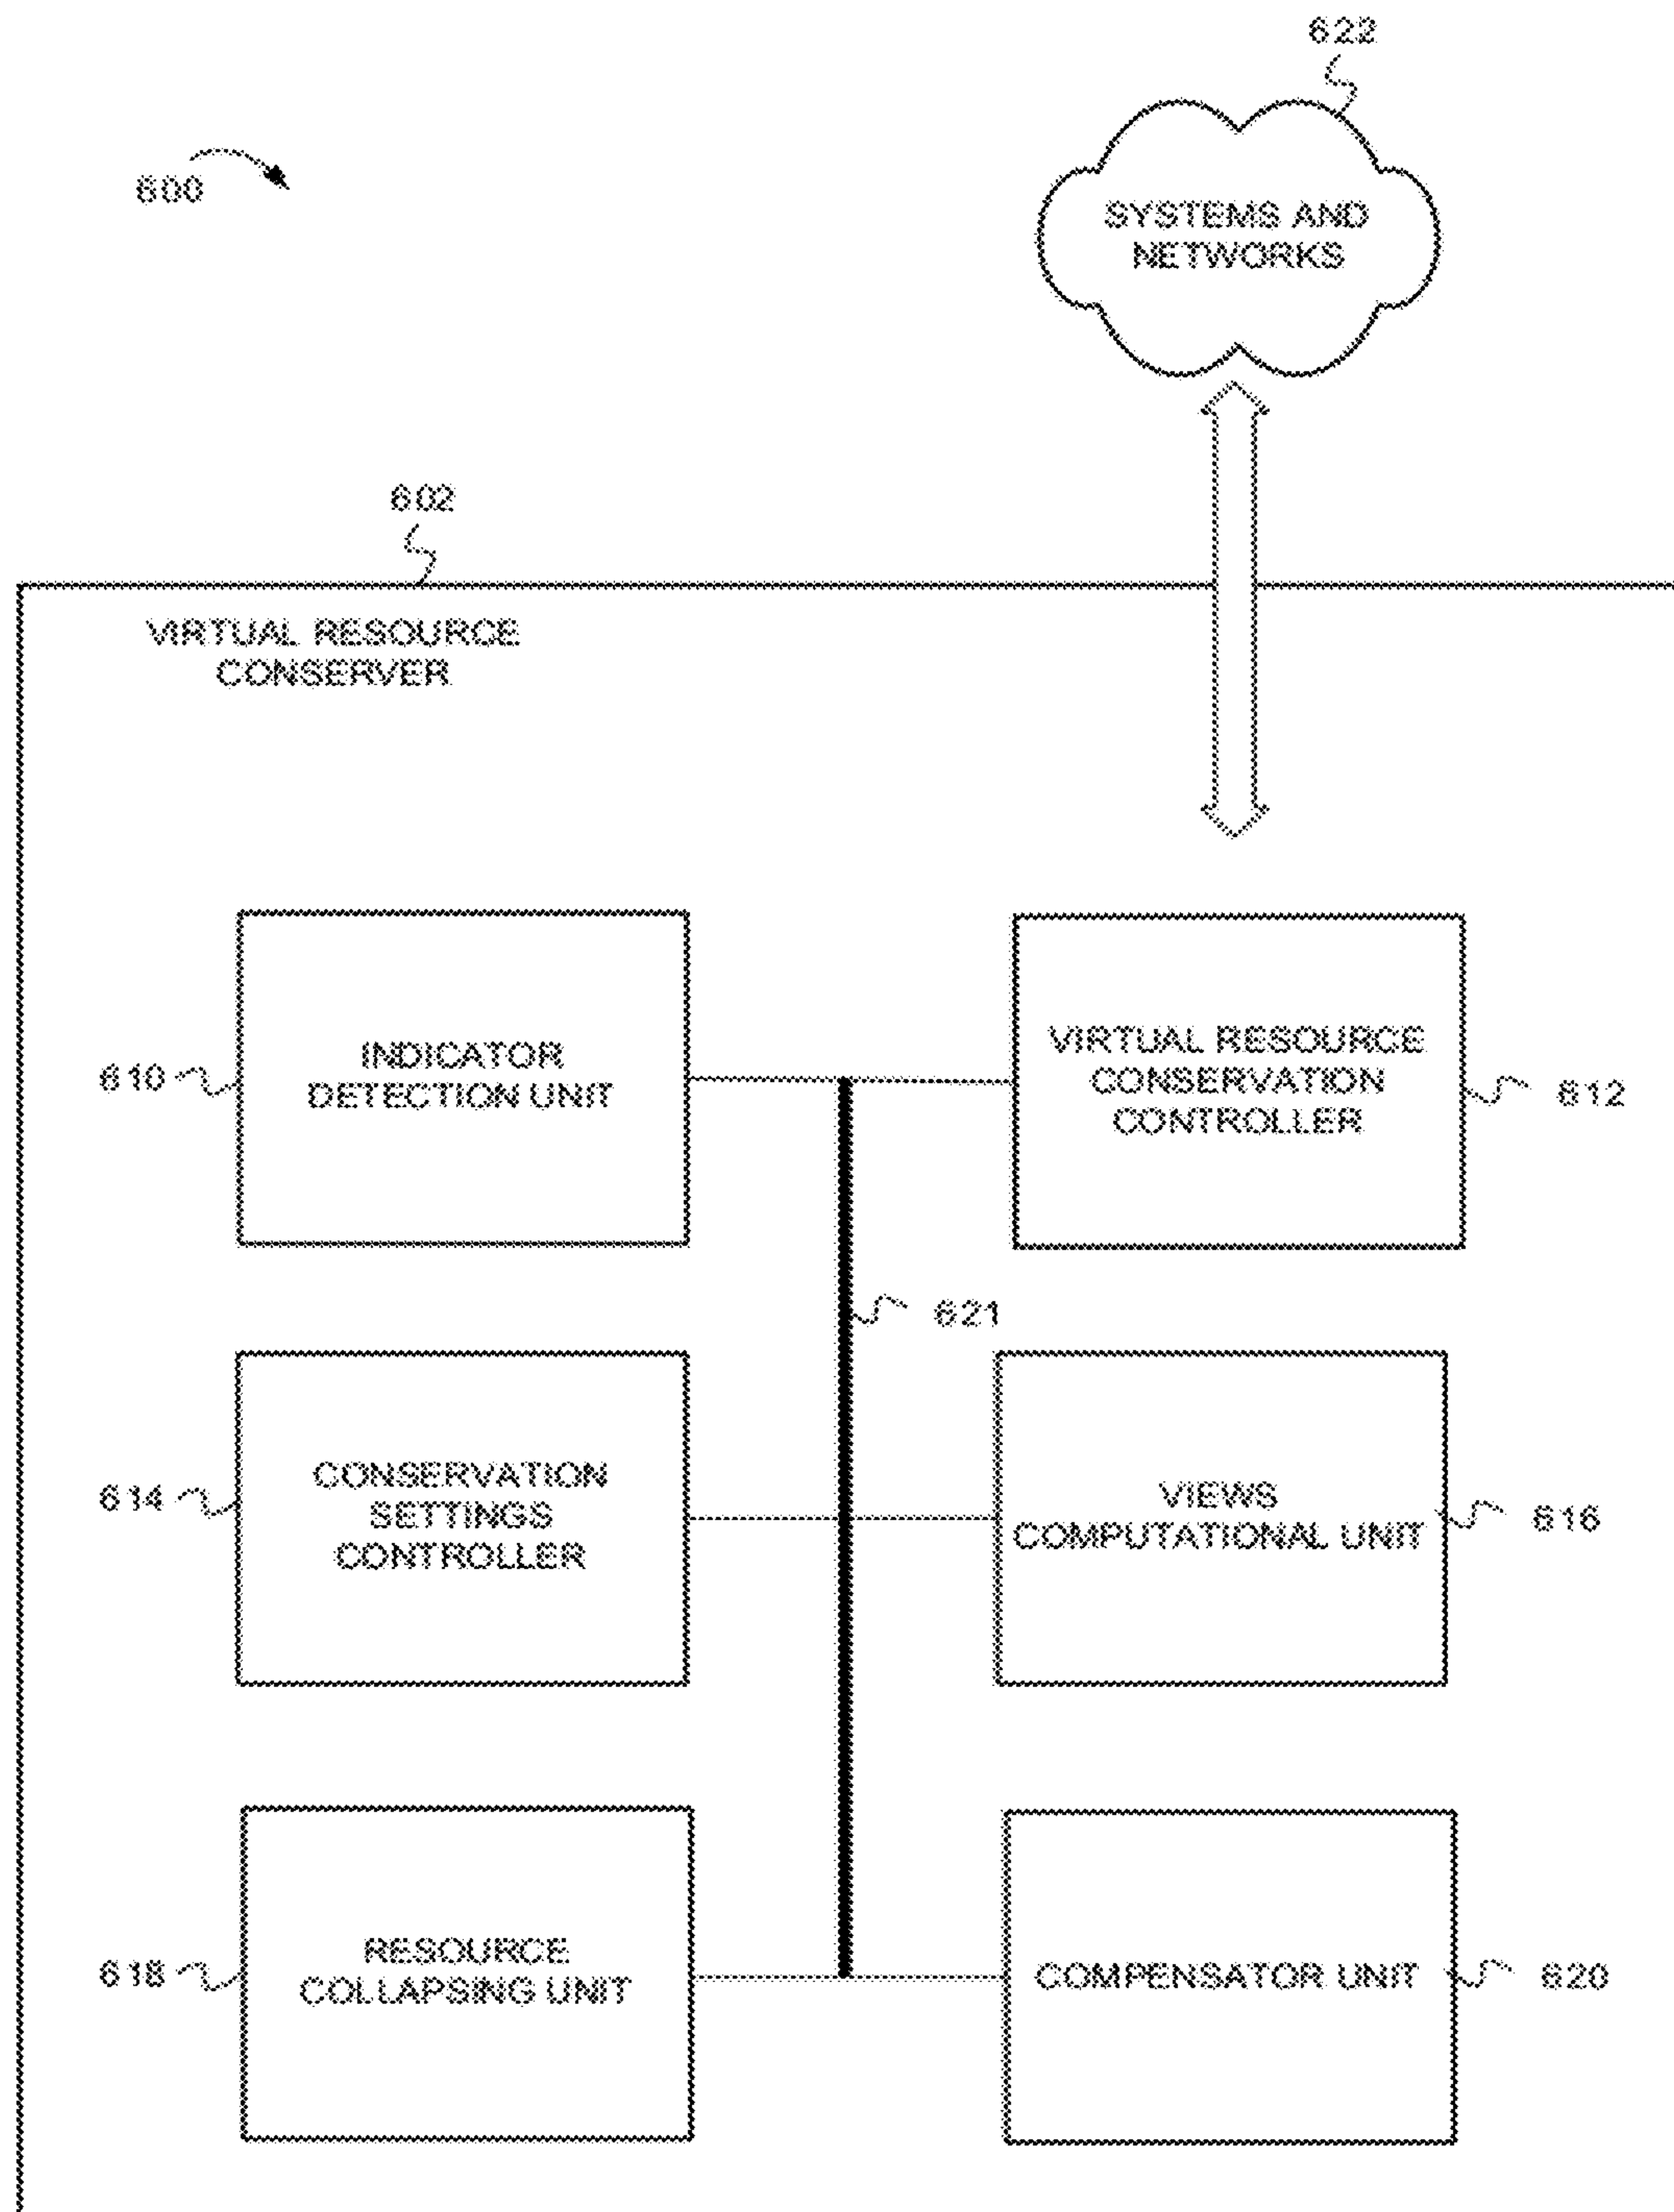 622
600
SYSTEMS AND
NETWORKS
602
VIRTUAL RESOURCE
CONSERVER
610
INDICATOR
DETECTION UNIT
VIRTUAL RESOURCE
CONSERVATION
CONTROLLER
612
621
614
CONSERVATION
SETTINGS
CONTROLLER
VIEWS
COMPUTATIONAL UNIT
616
618
RESOURCE
COLLAPSING UNIT
COMPENSATOR UNIT
620